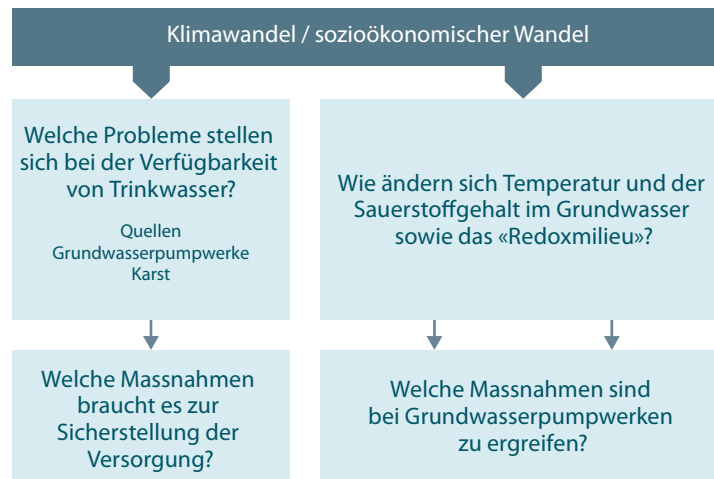 Klimawandel / sozioökonomischer Wandel
Welche Probleme stellen
sich bei der Verfügbarkeit
von Trinkwasser?
Quellen
Grundwasserpumpwerke
Karst
Wie ändern sich Temperatur und der
Sauerstoffgehalt im Grundwasser
sowie das «Redoxmilieu»?
Welche Massnahmen
braucht es zur
Sicherstellung der
Versorgung?
Welche Massnahmen sind
bei Grundwasserpumpwerken
zu ergreifen?